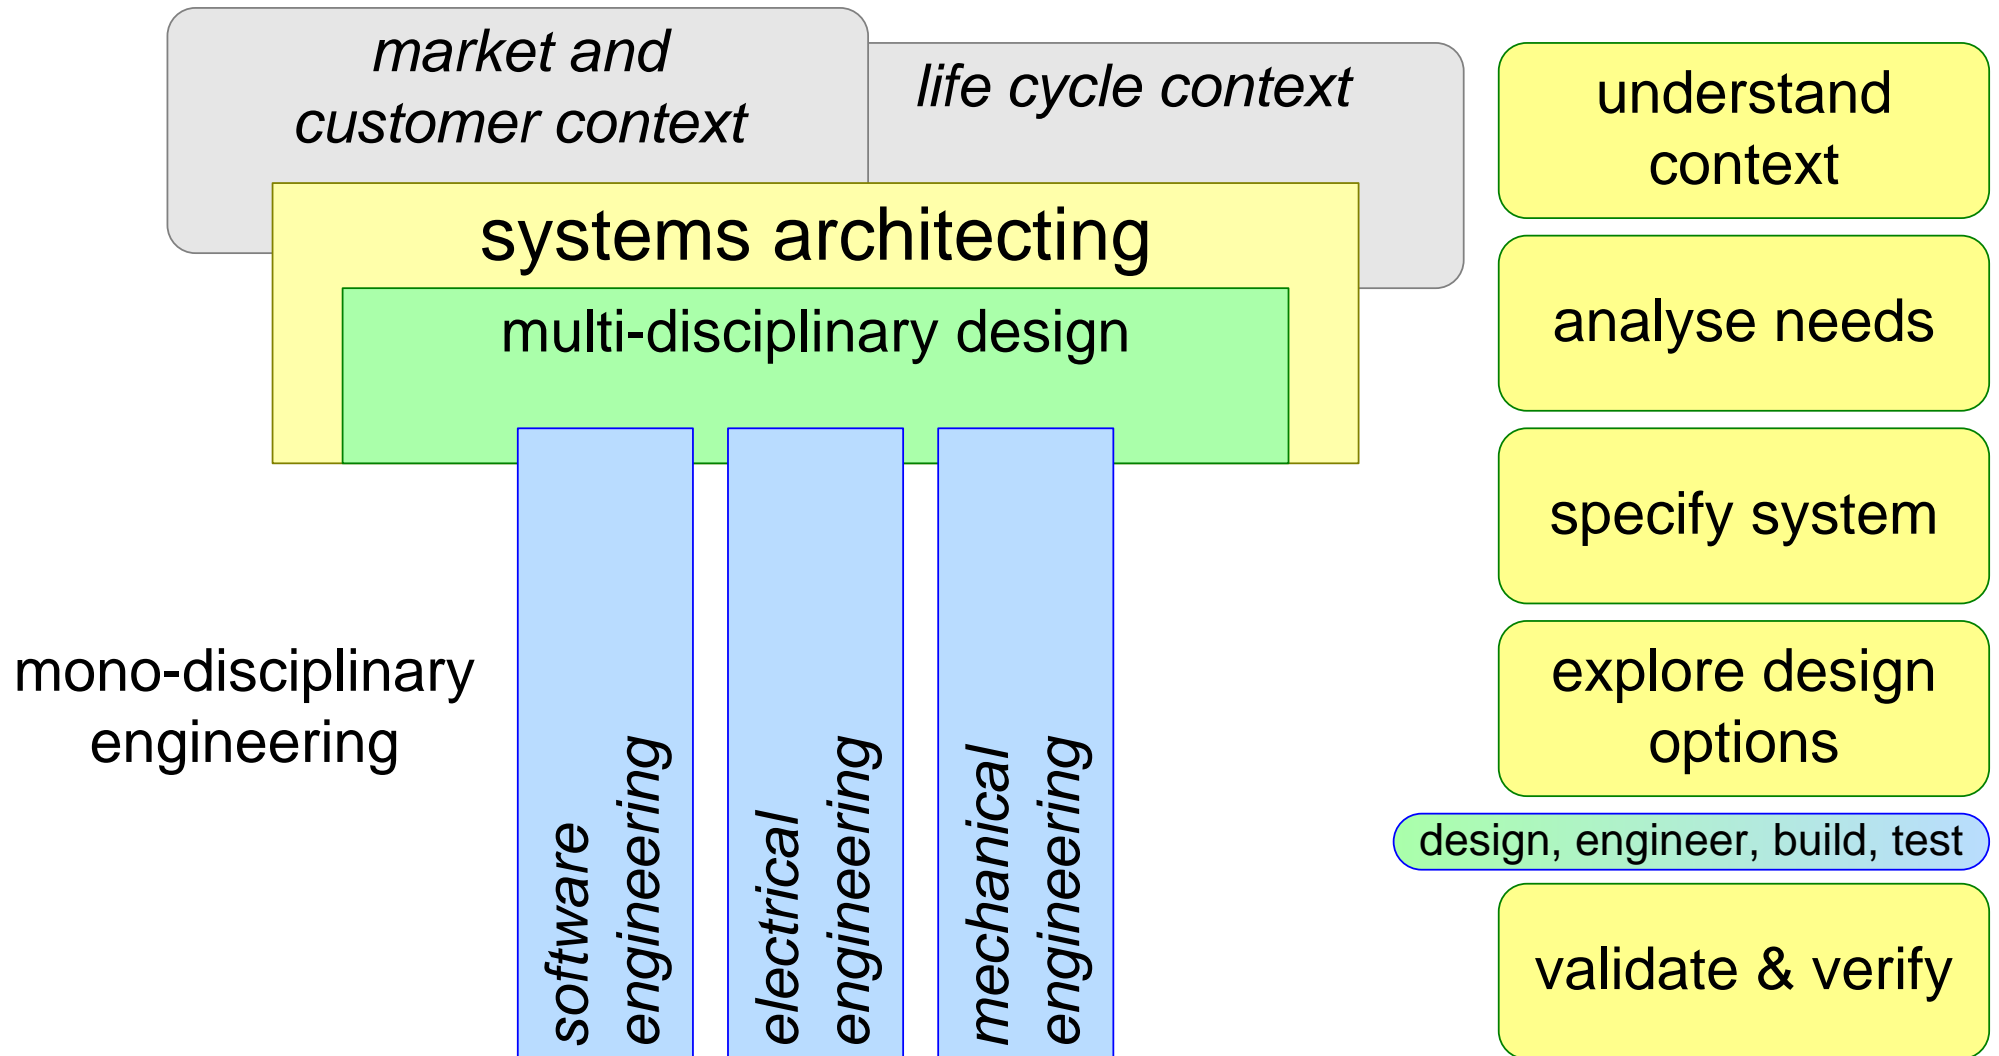 market and
customer context
life cycle context
systems architecting
multi-disciplinary design
mono-disciplinary
engineering
software
engineering
electrical
engineering
mechanical
engineering
understand
context
analyse needs
specify system
explore design
options
design, engineer, build, test
validate & verify